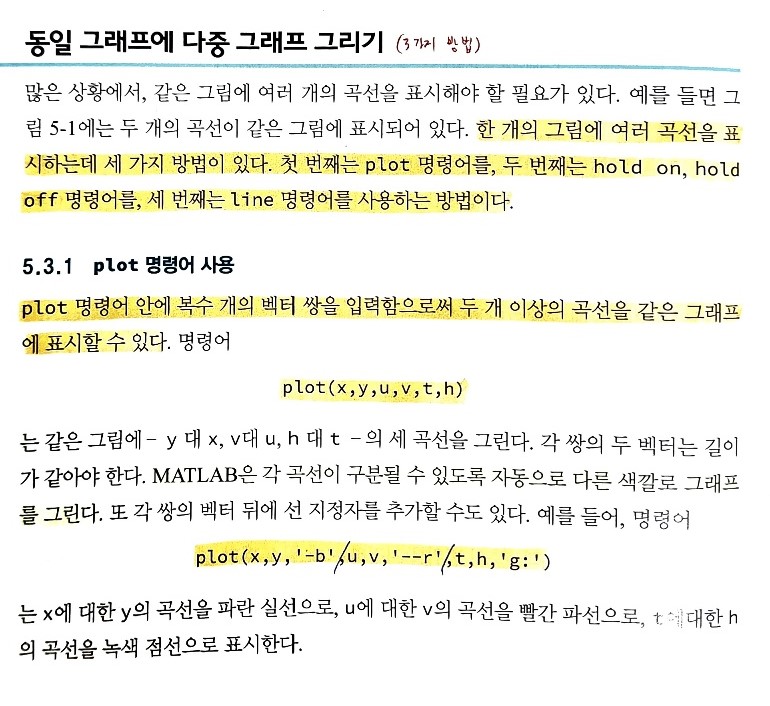 동일 그래프에 다중 그래프 그리기 (3가지 방법)
많은 상황에서, 같은 그림에 여러 개의 곡선을 표시해야 할 필요가 있다. 예를 들면 그
림 5-1에는 두 개의 곡선이 같은 그림에 표시되어 있다. 한 개의 그림에 여러 곡선을 표
시하는데 세 가지 방법이 있다. 첫 번째는 plot 명령어를, 두 번째는 hold on, hold
off 명령어를, 세 번째는 line 명령어를 사용하는 방법이다.
5.3.1 plot 명령어 사용
plot 명령어 안에 복수 개의 벡터 쌍을 입력함으로써 두 개 이상의 곡선을 같은 그래프
에 표시할 수 있다. 명령어
plot(x,y,u,v,t,h)
는 같은 그림에 – y 대 x, v대 u, h 대 t – 의 세 곡선을 그린다. 각 쌍의 두 벡터는 길이
가 같아야 한다. MATLAB은 각 곡선이 구분될 수 있도록 자동으로 다른 색깔로 그래프
를 그린다. 또 각 쌍의 벡터 뒤에 선 지정자를 추가할 수도 있다. 예를 들어, 명령어
plot(x,y,'-b',u,v,'--r',t,h,'g:')
는 x에 대한 y의 곡선을 파란 실선으로, u에 대한 v의 곡선을 빨간 파선으로, t에대한 h
의 곡선을 녹색 점선으로 표시한다.